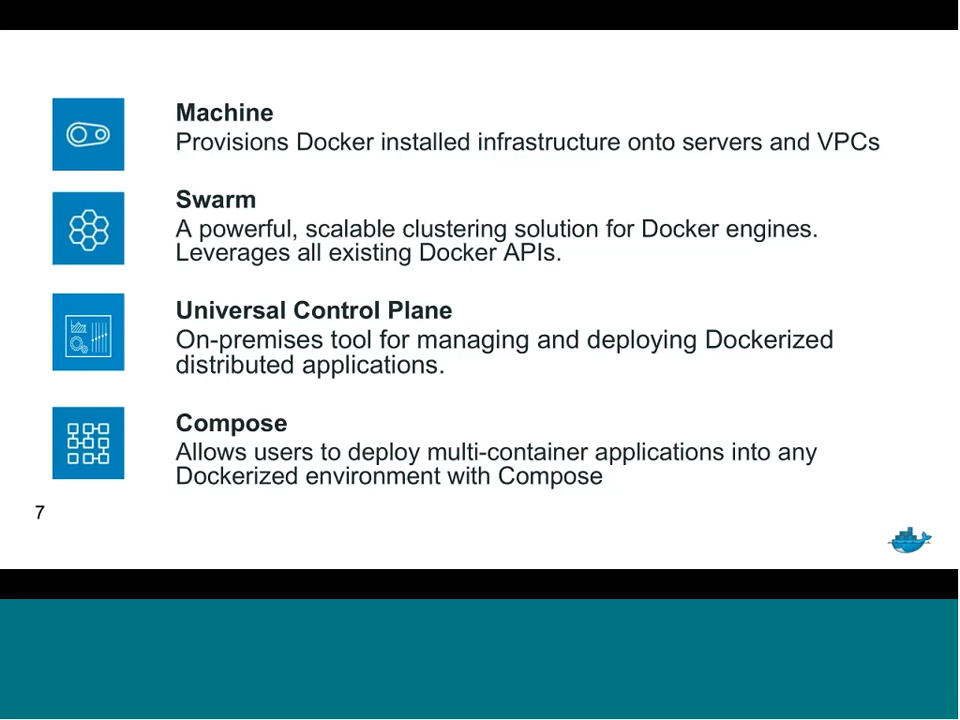 Machine
Provisions Docker installed infrastructure onto servers and VPCs
Swarm
A powerful, scalable clustering solution for Docker engines.
Leverages all existing Docker APIs.
Universal Control Plane
On-premises tool for managing and deploying Dockerized
distributed applications.
Compose
Allows users to deploy multi-container applications into any
Dockerized environment with Compose
7